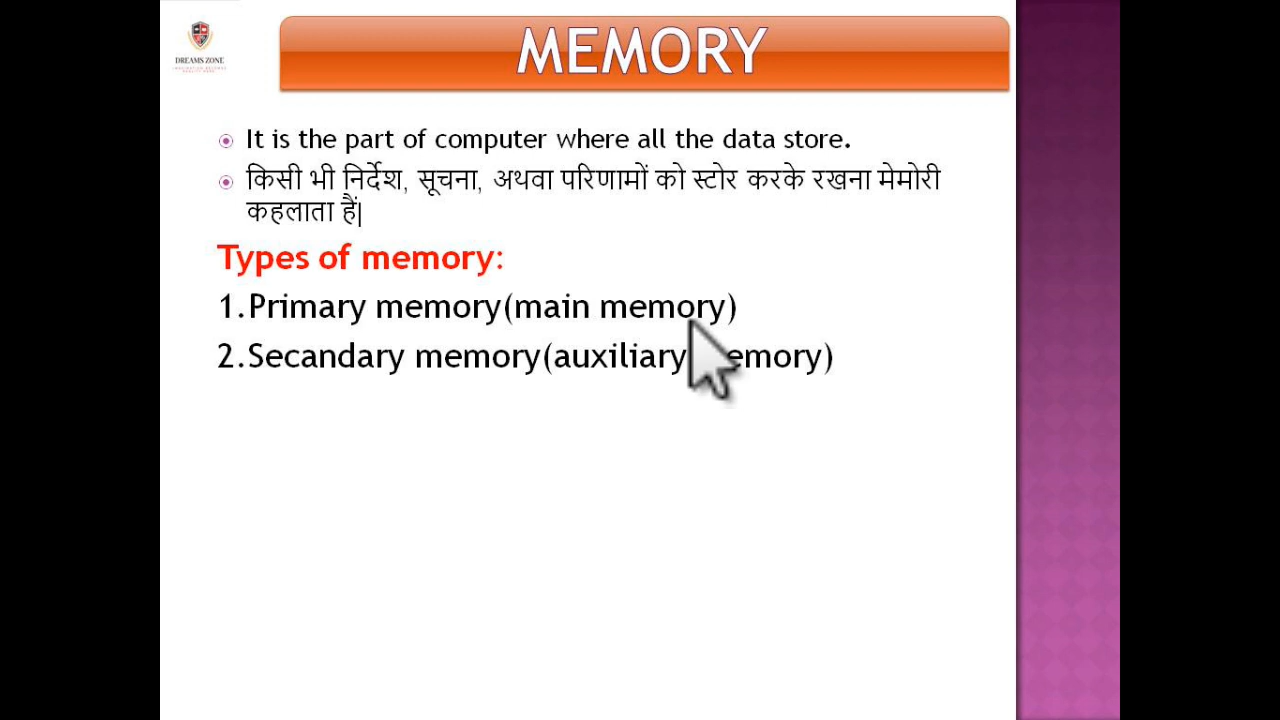 MEMORY
DREAMS ZONE
It is the part of computer where all the data store.
किसी भी निर्देश, सूचना, अथवा परिणामों को स्टोर करके रखना मेमोरी
कहलाता हैं|
Types of memory:
1.Primary memory(main memory)
2.Secandary memory(auxiliary memory)